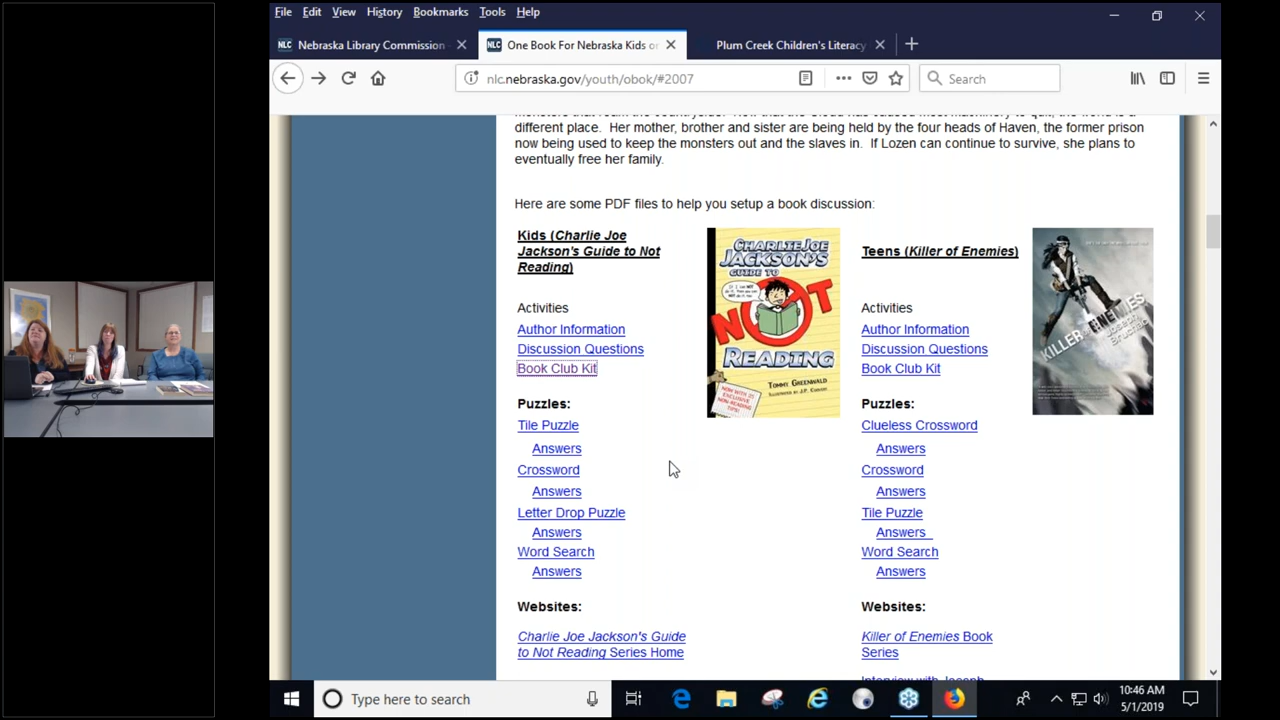 File Edit View History Bookmarks Tools Help
NLC Nebraska Library Commission
NLC One Book For Nebraska Kids or
Plum Creek Children's Literacy
nlc.nebraska.gov/youth/obok/#2007
Search
different place. Her mother, brother and sister are being held by the four heads of Haven, the former prison
now being used to keep the monsters out and the slaves in. If Lozen can continue to survive, she plans to
eventually free her family.
Here are some PDF files to help you setup a book discussion:
Kids (Charlie Joe
Jackson's Guide to Not
Reading)
Activities
Author Information
Discussion Questions
Book Club Kit
Puzzles:
Tile Puzzle
Answers
Crossword
Answers
Letter Drop Puzzle
Answers
Word Search
Answers
Websites:
Charlie Joe Jackson's Guide
to Not Reading Series Home
CHARLIE JOE
JACKSON'S
GUIDE TO
NOT
READING
TOMMY GREENWALD
Teens (Killer of Enemies)
Activities
Author Information
Discussion Questions
Book Club Kit
Puzzles:
Clueless Crossword
Answers
Crossword
Answers
Tile Puzzle
Answers
Word Search
Answers
Websites:
Killer of Enemies Book
Series
Interview with Joseph
KILLER OF ENEMIES
Joseph Bruchac
Type here to search
10:46 AM
5/1/2019